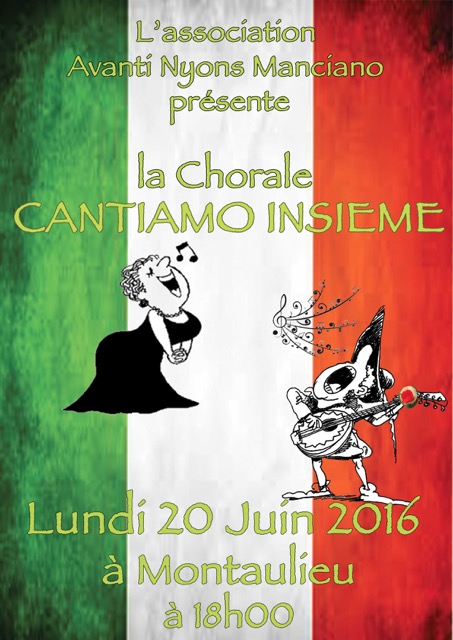 L'association
Avanti Nyons Manciano
présente
la Chorale
CANTIAMO INSIEME
Lundi 20 Juin 2016
à Montaulieu
à 18h00